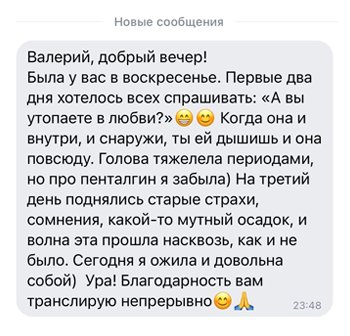 Новые сообщения
Валерий, добрый вечер!
Была у вас в воскресенье. Первые два
дня хотелось всех спрашивать: «А вы
утопаете в любви?»😁😊 Когда она и
внутри, и снаружи, ты ей дышишь и она
повсюду. Голова тяжелела периодами,
но про пенталгин я забыла) На третий
день поднялись старые страхи,
сомнения, какой-то мутный осадок, и
волна эта прошла насквозь, как и не
было. Сегодня я ожила и довольна
собой)  Ура! Благодарность вам
транслирую непрерывно😊🙏
23:48